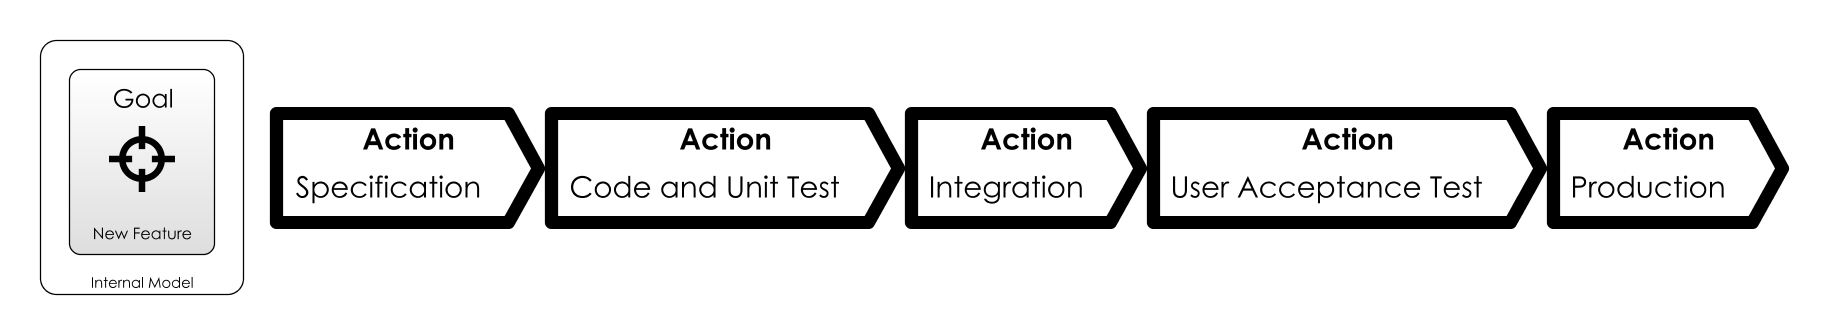 Goal
New Feature
Internal Model
Action
Specification
Action
Code and Unit Test
Action
Integration
Action
User Acceptance Test
Action
Production